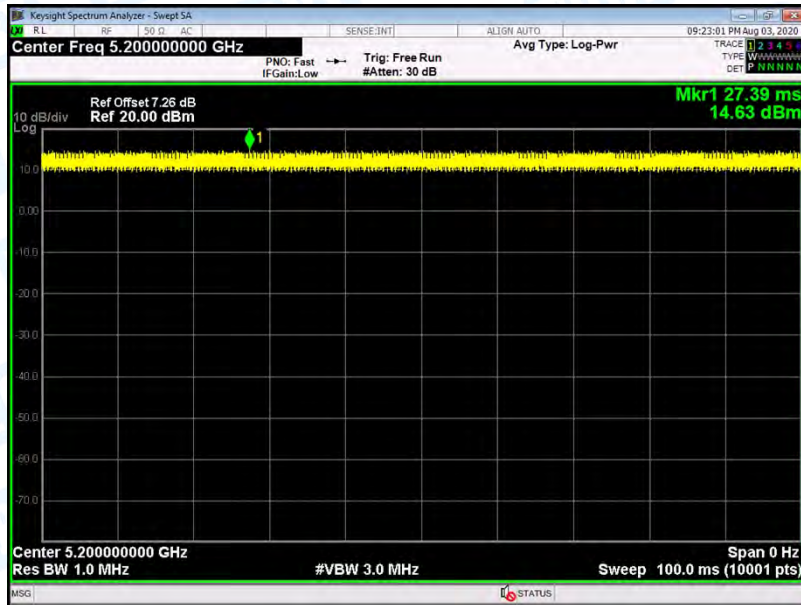 Keysight Spectrum Analyzer - Swept SA
RL RF 50 Ω AC SENSE:INT ALIGN AUTO 09:23:01 PM Aug 03, 2020
Center Freq 5.200000000 GHz
PNO: Fast
IFGain:Low
Trig: Free Run
#Atten: 30 dB
Avg Type: Log-Pwr
TRACE 1 2 3 4 5 6
TYPE WWWWWW
DET P NNNNN
Mkr1 27.39 ms
14.63 dBm
Ref Offset 7.26 dB
10 dB/div Ref 20.00 dBm
Log
1
10.0
0.00
-10.0
-20.0
-30.0
-40.0
-50.0
-60.0
-70.0
Center 5.200000000 GHz Span 0 Hz
Res BW 1.0 MHz #VBW 3.0 MHz Sweep 100.0 ms (10001 pts)
MSG STATUS